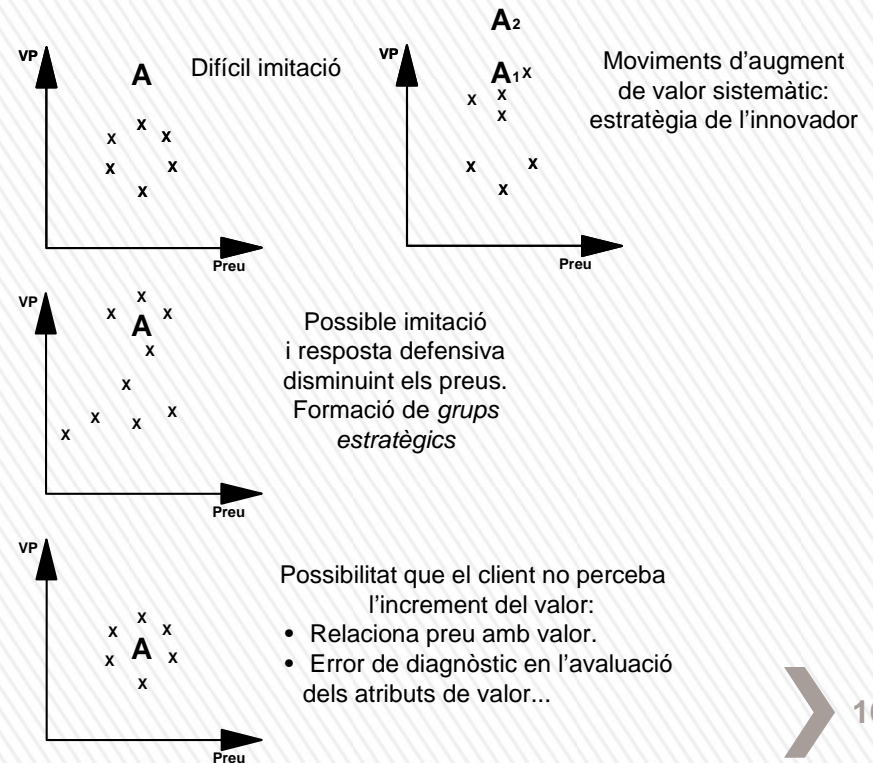 VP
A
Difícil imitació
x
x
x
x
x
x
Preu
A2
VP
A1 x
x
x
x
x
x
x
Preu
Moviments d'augment
de valor sistemàtic:
estratègia de l'innovador
VP
x
x
x
A
x
x
x
x
x
x
Preu
Possible imitació
i resposta defensiva
disminuint els preus.
Formació de grups
estratègics
VP
x
x
x
A
x
x
x
Preu
Possibilitat que el client no perceba
l'increment del valor:
• Relaciona preu amb valor.
• Error de diagnòstic en l'avaluació
dels atributs de valor...